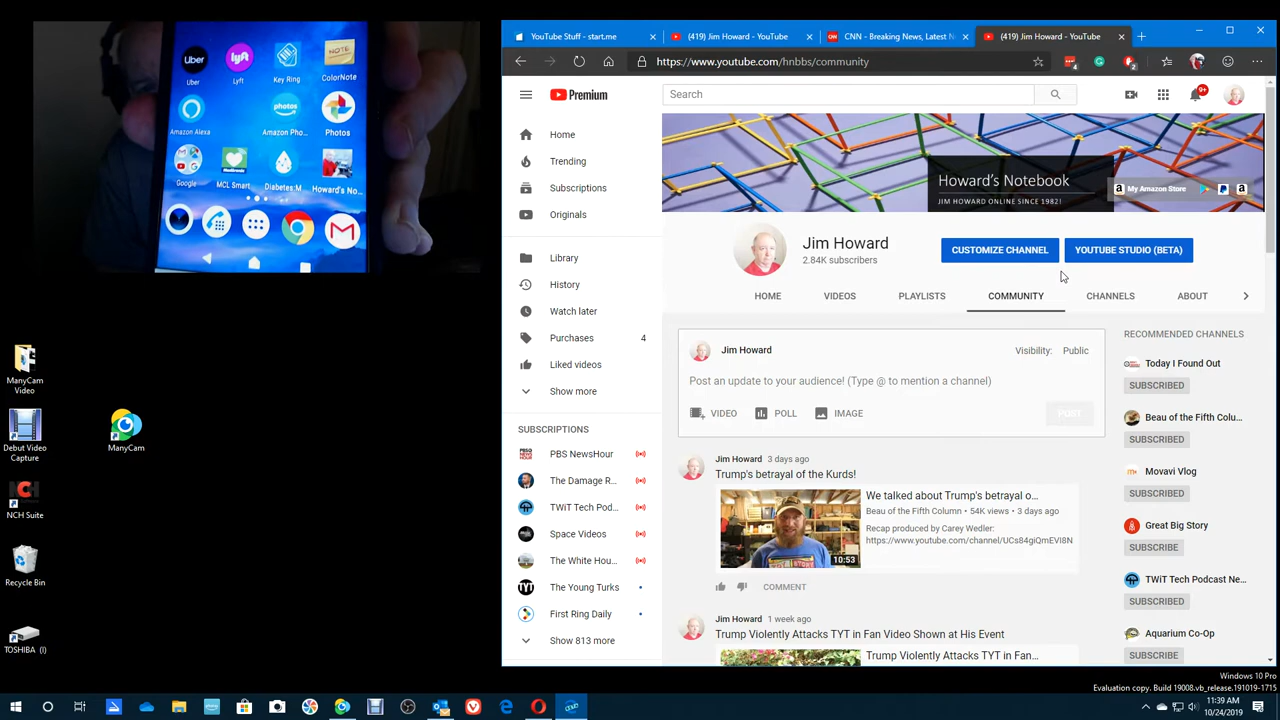 Uber
Lyft
Key Ring
ColorNote
NOTE
Amazon Alexa
Amazon Pho...
Photos
photos
Google
MCL Smart
Diabetes:M
Howard's No...
ManyCam
Video
Debut Video
Capture
ManyCam
NCH Suite
Recycle Bin
TOSHIBA (I)
YouTube Stuff - start.me
(419) Jim Howard - YouTube
CNN - Breaking News, Latest N
(419) Jim Howard - YouTube
https://www.youtube.com/hnbbs/community
4
2
Premium
Search
9+
Home
Trending
Subscriptions
Originals
Library
History
Watch later
Purchases 4
Liked videos
Show more
SUBSCRIPTIONS
PBS NewsHour
The Damage R...
TWiT Tech Pod...
Space Videos
The White Hou...
The Young Turks
First Ring Daily
Show 813 more
Howard's Notebook
JIM HOWARD ONLINE SINCE 1982!
My Amazon Store
Jim Howard
2.84K subscribers
CUSTOMIZE CHANNEL
YOUTUBE STUDIO (BETA)
HOME
VIDEOS
PLAYLISTS
COMMUNITY
CHANNELS
ABOUT
Jim Howard
Visibility: Public
Post an update to your audience! (Type @ to mention a channel)
VIDEO
POLL
IMAGE
POST
Jim Howard 3 days ago
Trump's betrayal of the Kurds!
We talked about Trump's betrayal o...
Beau of the Fifth Column • 54K views • 3 days ago
Recap produced by Carey Wedler:
https://www.youtube.com/channel/UCs84giQmEVI8N
10:53
COMMENT
Jim Howard 1 week ago
Trump Violently Attacks TYT in Fan Video Shown at His Event
Trump Violently Attacks TYT in Fan...
RECOMMENDED CHANNELS
Today I Found Out
SUBSCRIBED
Beau of the Fifth Colu...
SUBSCRIBED
Movavi Vlog
SUBSCRIBED
Great Big Story
SUBSCRIBE
TWiT Tech Podcast Ne...
SUBSCRIBED
Aquarium Co-Op
SUBSCRIBE
Windows 10 Pro
Evaluation copy. Build 19008.vb_release.191019-1715
11:39 AM
10/24/2019